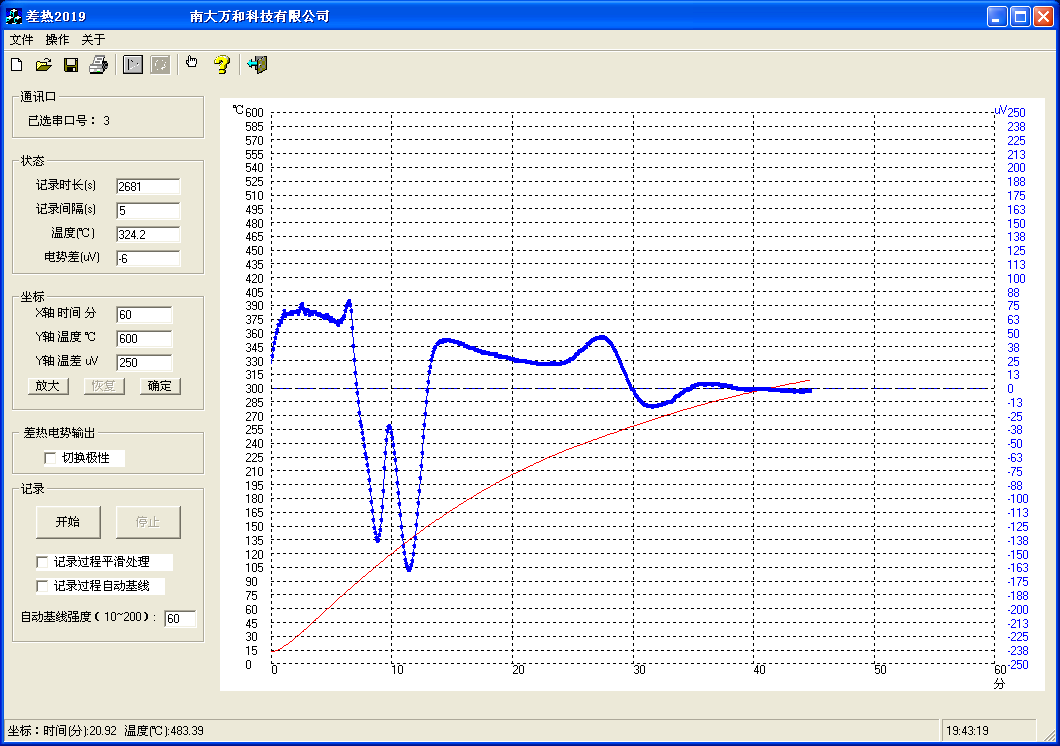 差热2019 南大万和科技有限公司
文件 操作 关于
通讯口
已选串口号： 3
状态
记录时长(s) 2681
记录间隔(s) 5
温度(℃) 324.2
电势差(uV) -6
坐标
X轴 时间 分 60
Y轴 温度 ℃ 600
Y轴 温差 uV 250
放大 恢复 确定
差热电势输出
切换极性
记录
开始 停止
记录过程平滑处理
记录过程自动基线
自动基线强度（10~200）: 60
℃ 600 uV 250
585 238
570 225
555 213
540 200
525 188
510 175
495 163
480 150
465 138
450 125
435 113
420 100
405 88
390 75
375 63
360 50
345 38
330 25
315 13
300 0
285 -13
270 -25
255 -38
240 -50
225 -63
210 -75
195 -88
180 -100
165 -113
150 -125
135 -138
120 -150
105 -163
90 -175
75 -188
60 -200
45 -213
30 -225
15 -238
0 -250
0 10 20 30 40 50 60
分
坐标：时间(分):20.92 温度(℃):483.39 19:43:19